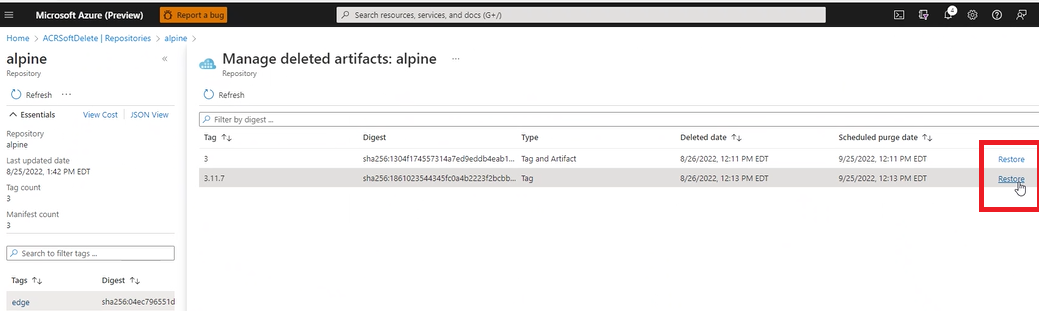 Microsoft Azure (Preview)
Report a bug
Search resources, services, and docs (G+/)
4
Home > ACRSoftDelete | Repositories > alpine >
alpine
Repository
«
Refresh ...
Essentials View Cost JSON View
Repository
alpine
Last updated date
8/25/2022, 1:42 PM EDT
Tag count
3
Manifest count
3
Search to filter tags ...
Tags ↑↓ Digest ↑↓
edge sha256:04ec796551d
Manage deleted artifacts: alpine ...
Repository
Refresh
Filter by digest ...
Tag ↑↓ Digest Type Deleted date ↑↓ Scheduled purge date ↑↓
3 sha256:1304f174557314a7ed9eddb4eab1... Tag and Artifact 8/26/2022, 12:11 PM EDT 9/25/2022, 12:11 PM EDT Restore
3.11.7 sha256:1861023544345fc0a4b2223f2bcbb... Tag 8/26/2022, 12:13 PM EDT 9/25/2022, 12:13 PM EDT Restore